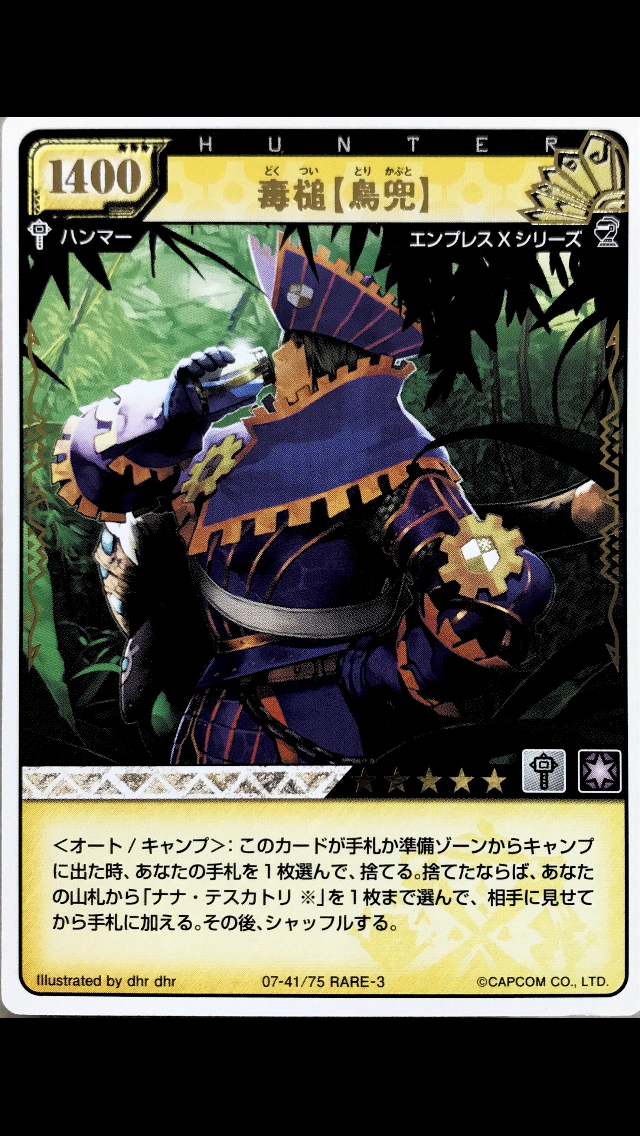 HUNTER
1400
どく つい とり かぶと
毒槌【鳥兜】
ハンマー
エンプレスXシリーズ
<オート / キャンプ>: このカードが手札か準備ゾーンからキャンプ
に出た時、あなたの手札を1枚選んで、捨てる。捨てたならば、あなた
の山札から「ナナ・テスカトリ ※」を1枚まで選んで、相手に見せて
から手札に加える。その後、シャッフルする。
Illustrated by dhr dhr
07-41/75 RARE-3
©CAPCOM CO., LTD.